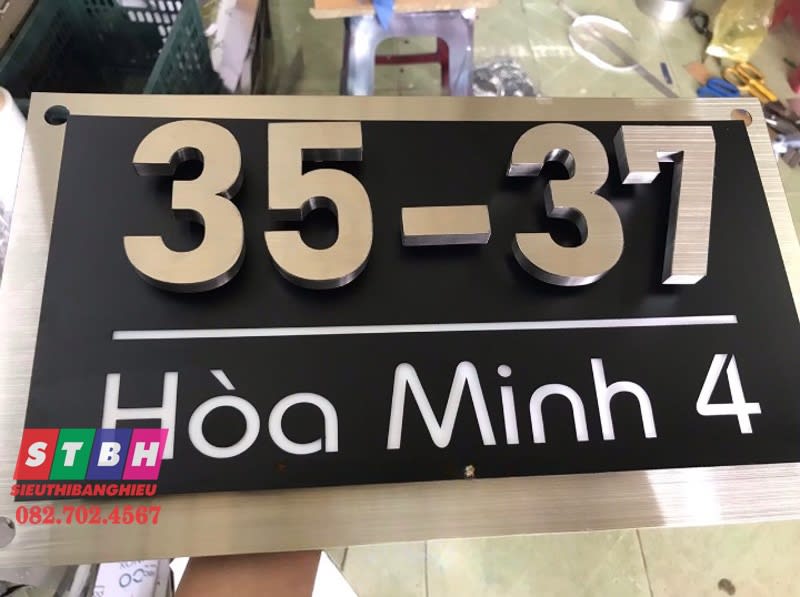 35-37
Hòa Minh 4
STBH
SIEUTHIBANGHIEU
082.702.4567